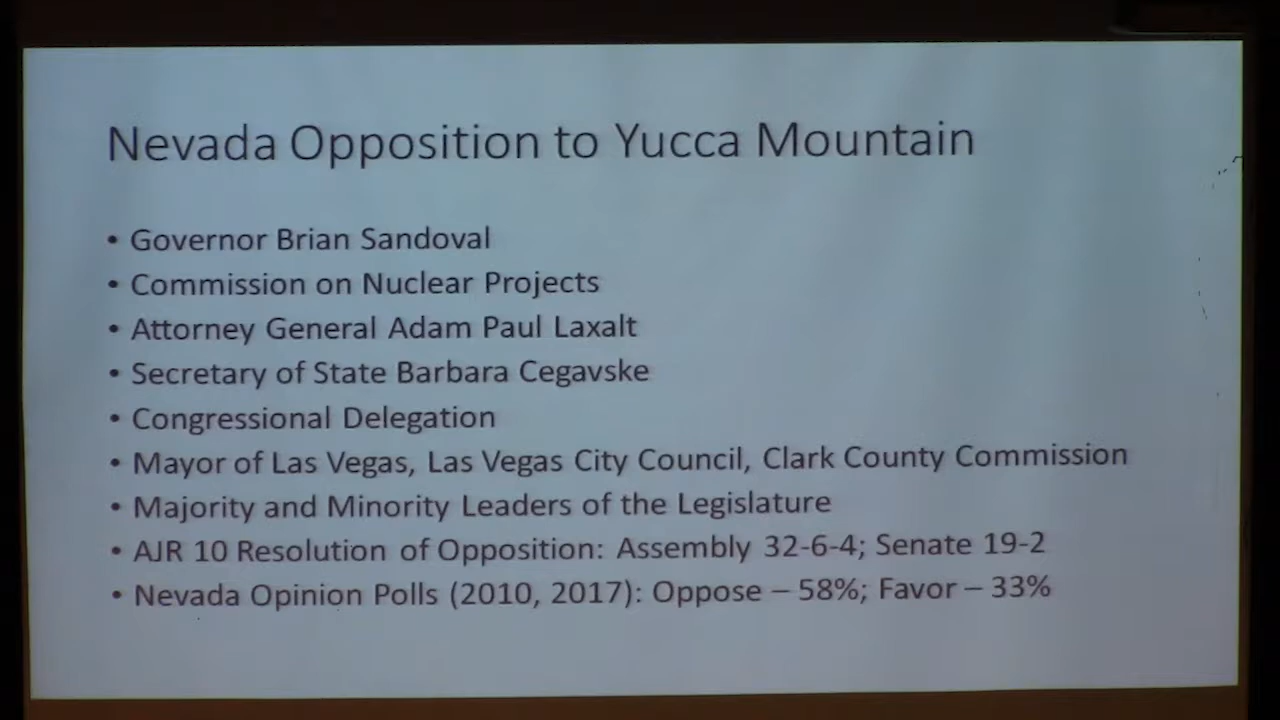 Nevada Opposition to Yucca Mountain
• Governor Brian Sandoval
• Commission on Nuclear Projects
• Attorney General Adam Paul Laxalt
• Secretary of State Barbara Cegavske
• Congressional Delegation
• Mayor of Las Vegas, Las Vegas City Council, Clark County Commission
• Majority and Minority Leaders of the Legislature
• AJR 10 Resolution of Opposition: Assembly 32-6-4; Senate 19-2
• Nevada Opinion Polls (2010, 2017): Oppose – 58%; Favor – 33%